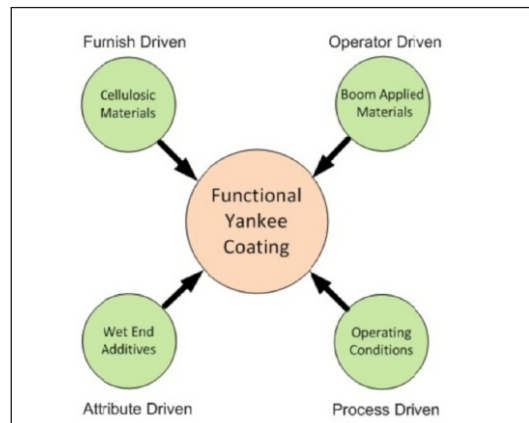 Furnish Driven
Operator Driven
Cellulosic
Materials
Boom Applied
Materials
Functional
Yankee
Coating
Wet End
Additives
Operating
Conditions
Attribute Driven
Process Driven